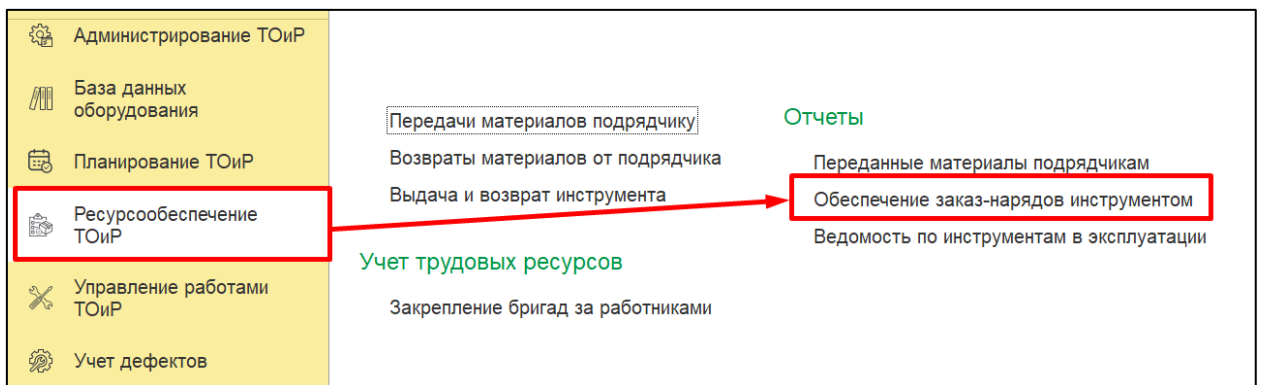 Администрирование ТОиР
База данных
оборудования
Планирование ТОиР
Ресурсообеспечение
ТОиР
Управление работами
ТОиР
Учет дефектов
Передачи материалов подрядчику
Возвраты материалов от подрядчика
Выдача и возврат инструмента
Учет трудовых ресурсов
Закрепление бригад за работниками
Отчеты
Переданные материалы подрядчикам
Обеспечение заказ-нарядов инструментом
Ведомость по инструментам в эксплуатации